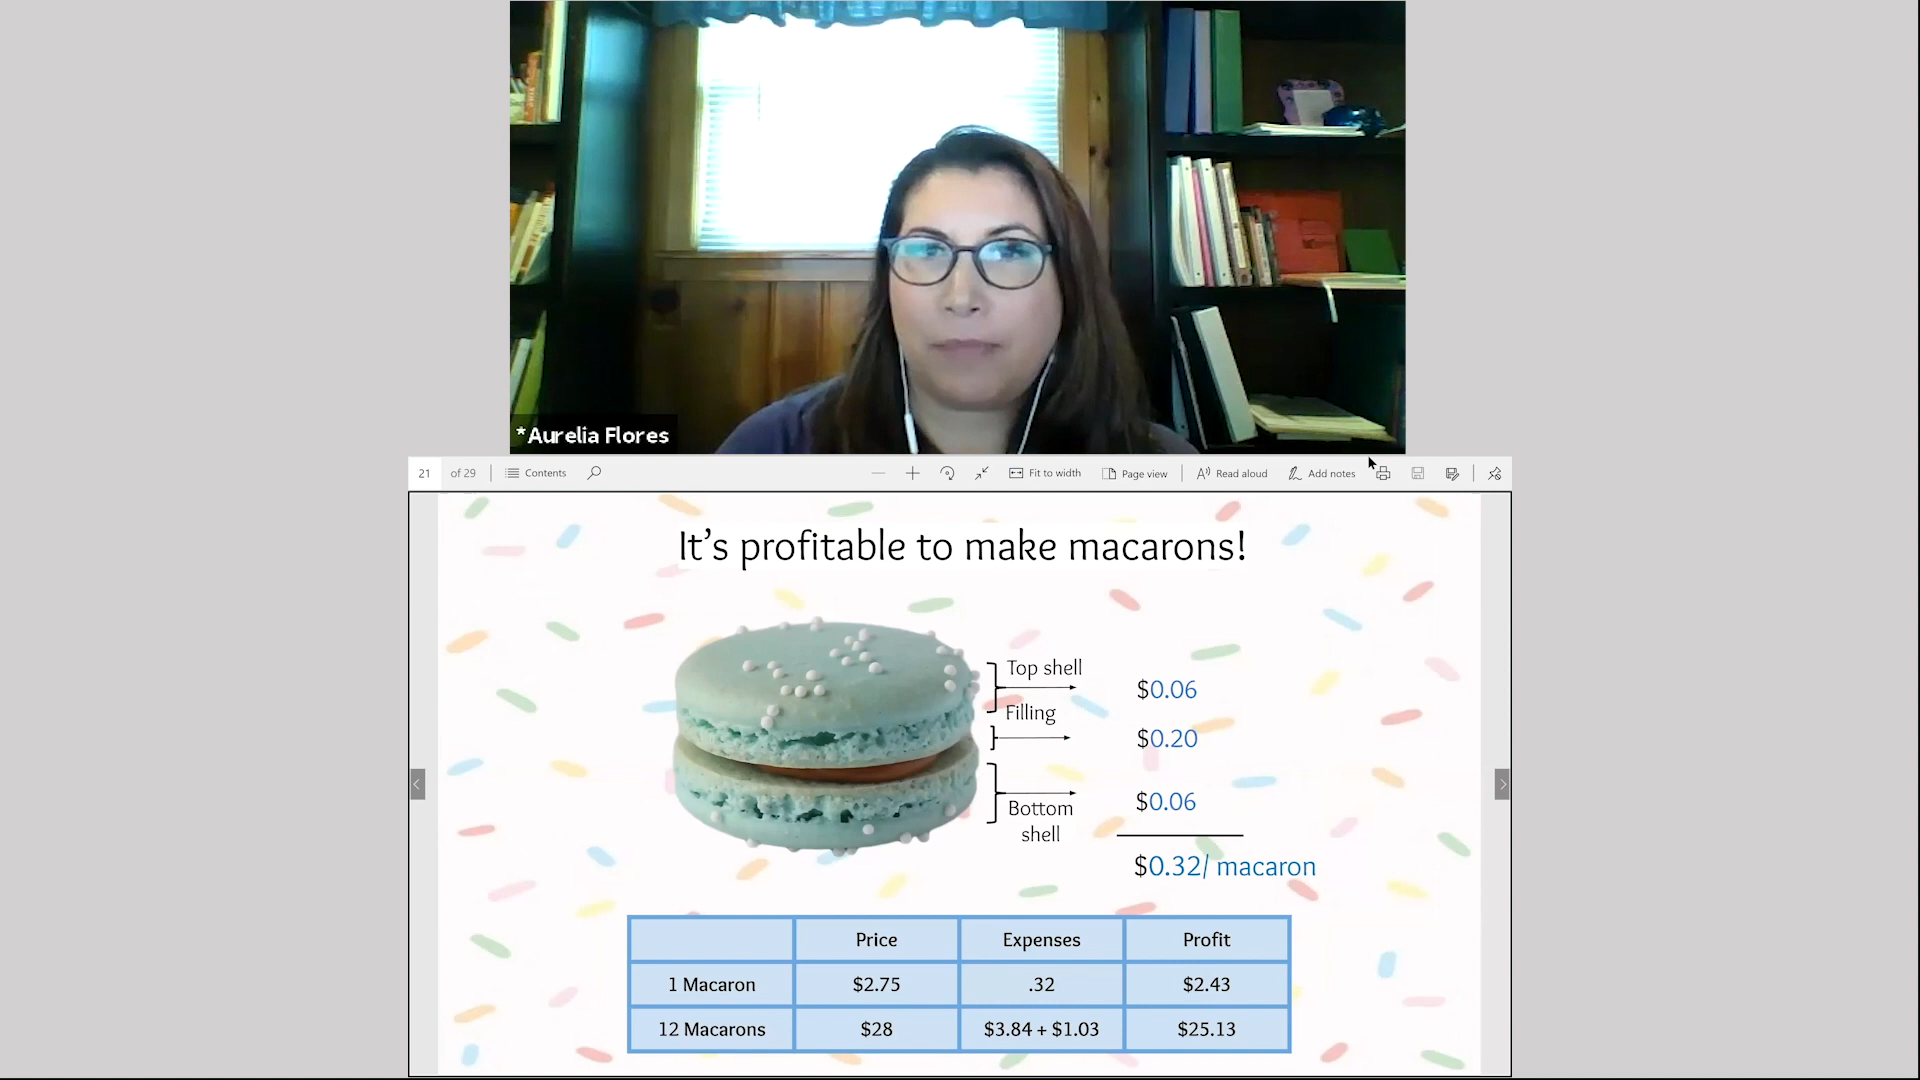 *Aurelia Flores
21 of 29 Contents Fit to width Page view Read aloud Add notes
It's profitable to make macarons!
Top shell
$0.06
Filling
$0.20
Bottom
shell
$0.06
$0.32/ macaron
Price Expenses Profit
1 Macaron $2.75 .32 $2.43
12 Macarons $28 $3.84 + $1.03 $25.13